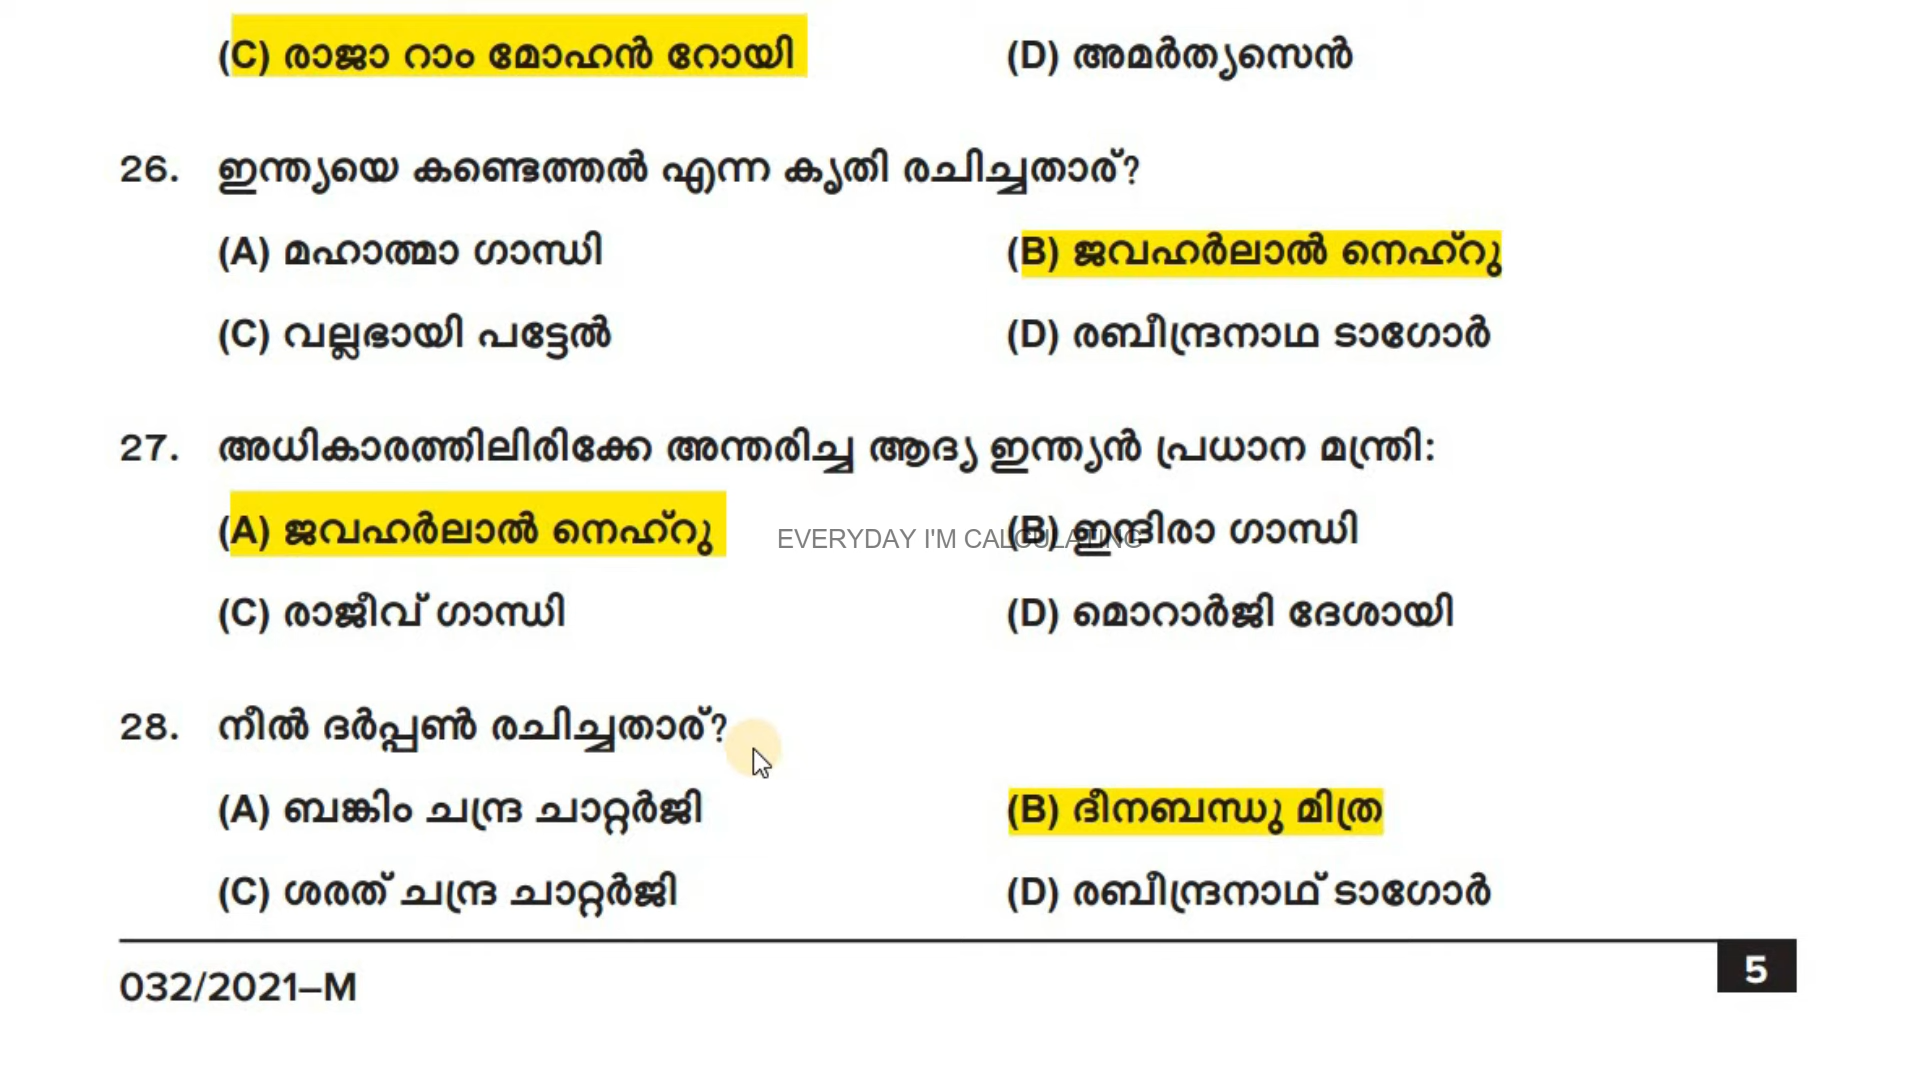 (C) രാജാ റാം മോഹൻ റോയി (D) അമർത്യസെൻ
26. ഇന്ത്യയെ കണ്ടെത്തൽ എന്ന കൃതി രചിച്ചതാര്?
(A) മഹാത്മാ ഗാന്ധി (B) ജവഹർലാൽ നെഹ്റു
(C) വല്ലഭായി പട്ടേൽ (D) രബീന്ദ്രനാഥ ടാഗോർ
27. അധികാരത്തിലിരിക്കേ അന്തരിച്ച ആദ്യ ഇന്ത്യൻ പ്രധാന മന്ത്രി:
(A) ജവഹർലാൽ നെഹ്റു (B) ഇന്ദിരാ ഗാന്ധി
EVERYDAY I'M CALCULATING
(C) രാജീവ് ഗാന്ധി (D) മൊറാർജി ദേശായി
28. നീൽ ദർപ്പൺ രചിച്ചതാര്?
(A) ബങ്കിം ചന്ദ്ര ചാറ്റർജി (B) ദീനബന്ധു മിത്ര
(C) ശരത് ചന്ദ്ര ചാറ്റർജി (D) രബീന്ദ്രനാഥ് ടാഗോർ
032/2021–M 5